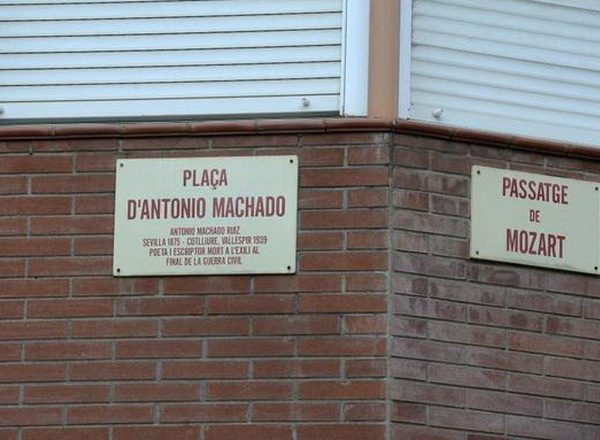 PLAÇA
D'ANTONIO MACHADO
ANTONIO MACHADO RUIZ
SEVILLA 1875 - COTLLIURE, VALLESPIR 1939
POETA I ESCRIPTOR MORT A L'EXILI AL
FINAL DE LA GUERRA CIVIL
PASSATGE
DE
MOZART